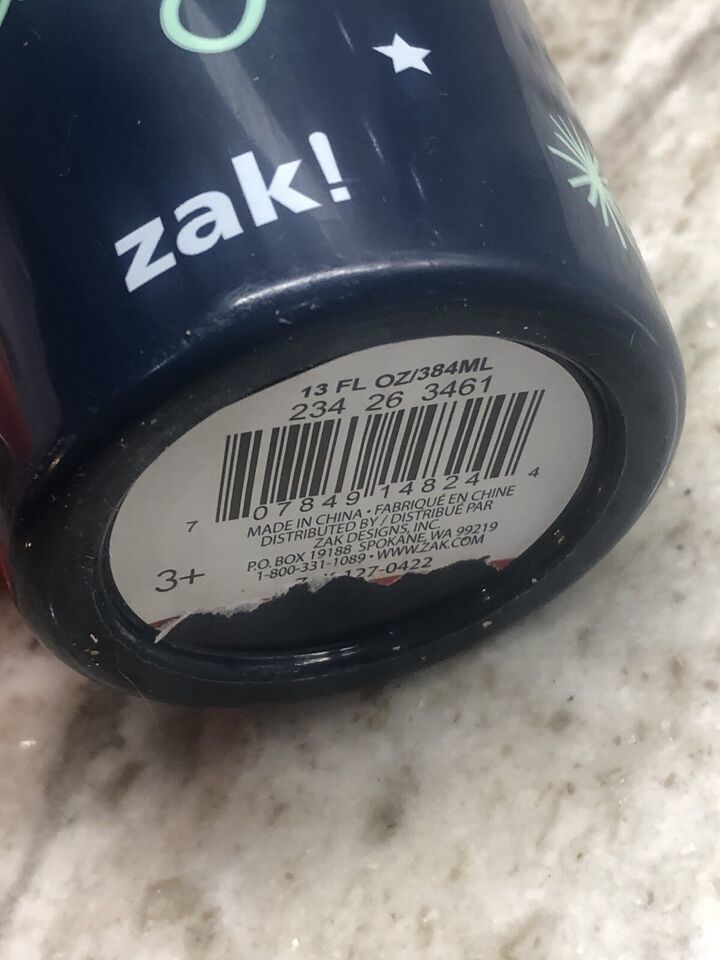 zak!
13 FL OZ/384ML
234 26 3461
7 07849 14824 4
MADE IN CHINA • FABRIQUÉ EN CHINE
DISTRIBUTED BY / DISTRIBUÉ PAR
ZAK DESIGNS, INC.
P.O. BOX 19188 SPOKANE, WA 99219
1-800-331-1089 • WWW.ZAK.COM
127-0422
3+